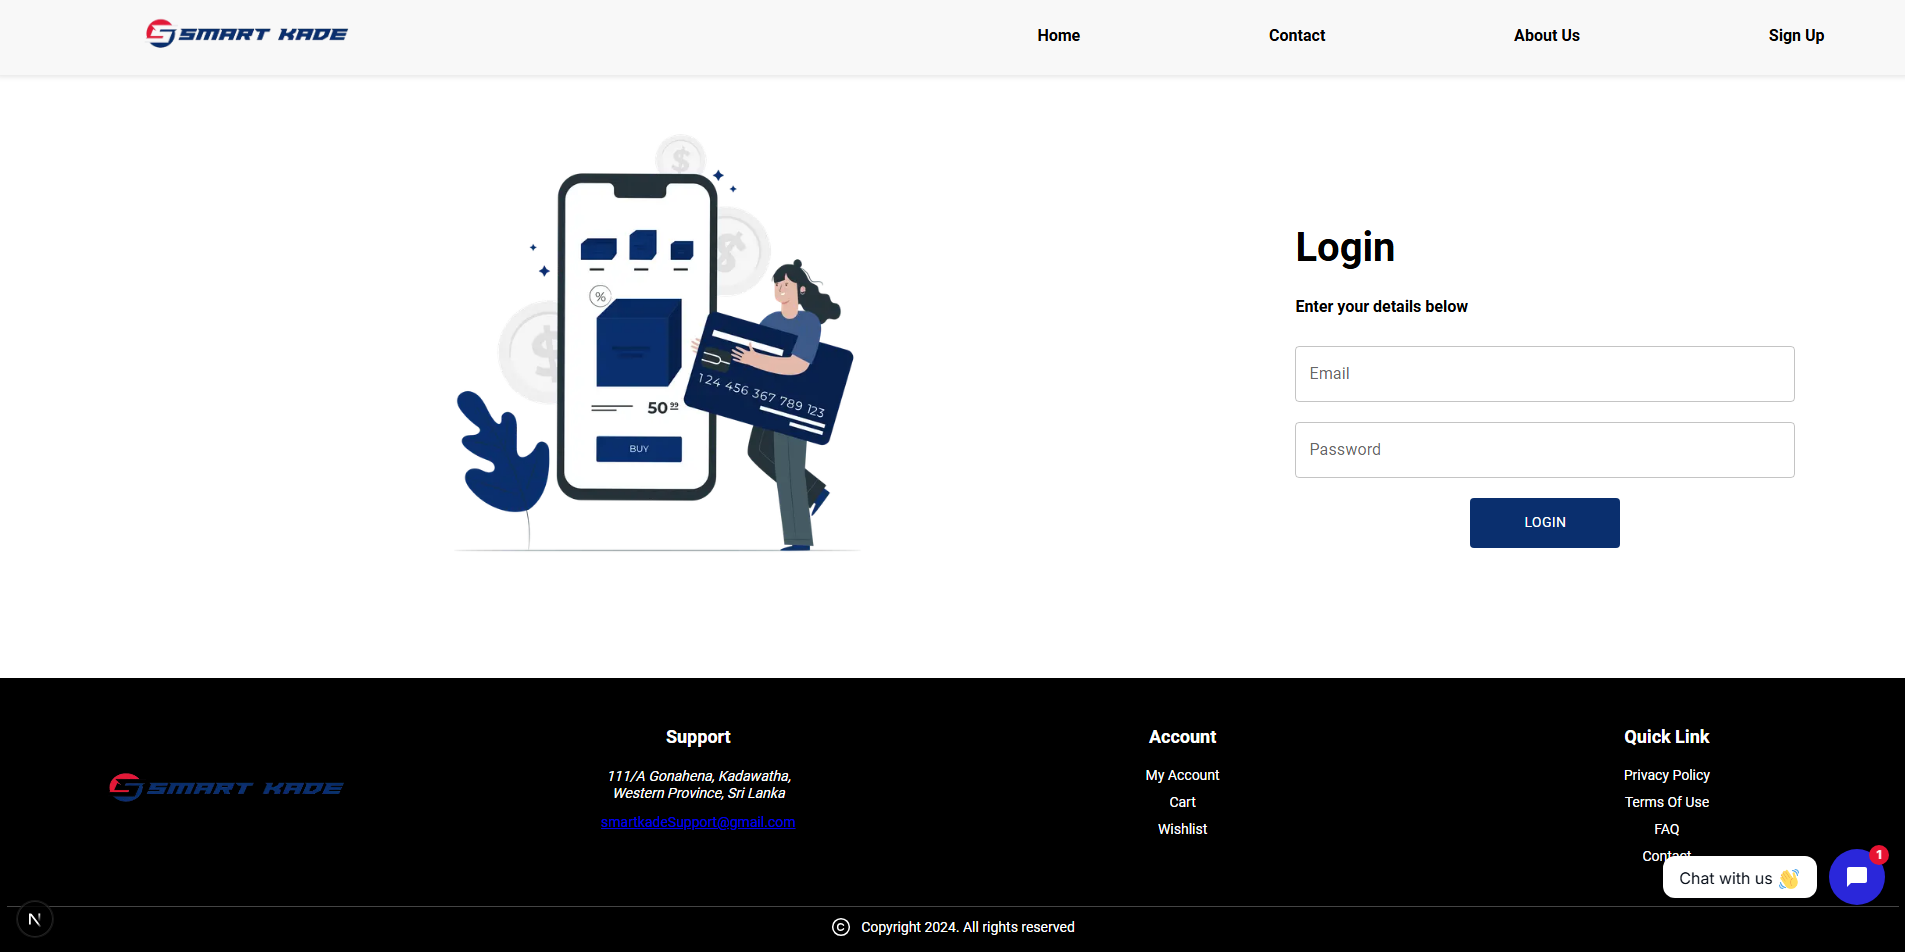 SMART KADE
Home
Contact
About Us
Sign Up
$
$
$
%
50 99
BUY
124 456 367 789 123
Login
Enter your details below
Email
Password
LOGIN
SMART KADE
Support
111/A Gonahena, Kadawatha,
Western Province, Sri Lanka
smartkadeSupport@gmail.com
Account
My Account
Cart
Wishlist
Quick Link
Privacy Policy
Terms Of Use
FAQ
Contact
Chat with us 👋
1
N
© Copyright 2024. All rights reserved